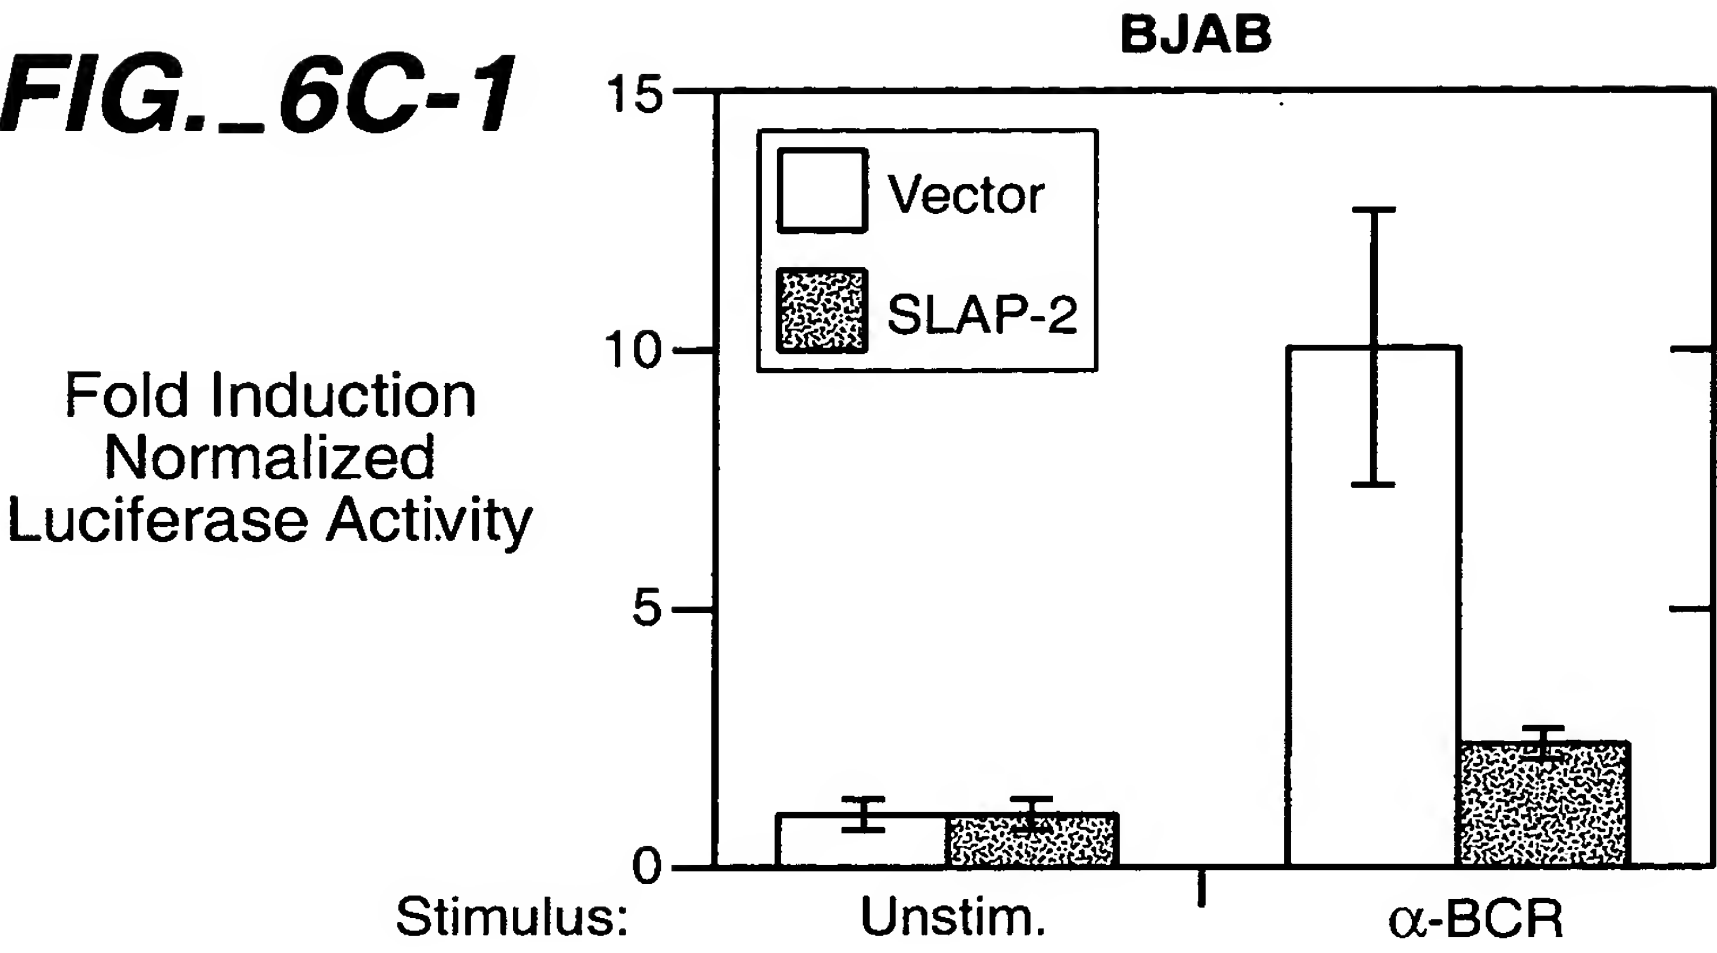 FIG._6C-1
BJAB
15
Vector
SLAP-2
10
Fold Induction
Normalized
Luciferase Activity
5
0
Stimulus: Unstim. α-BCR